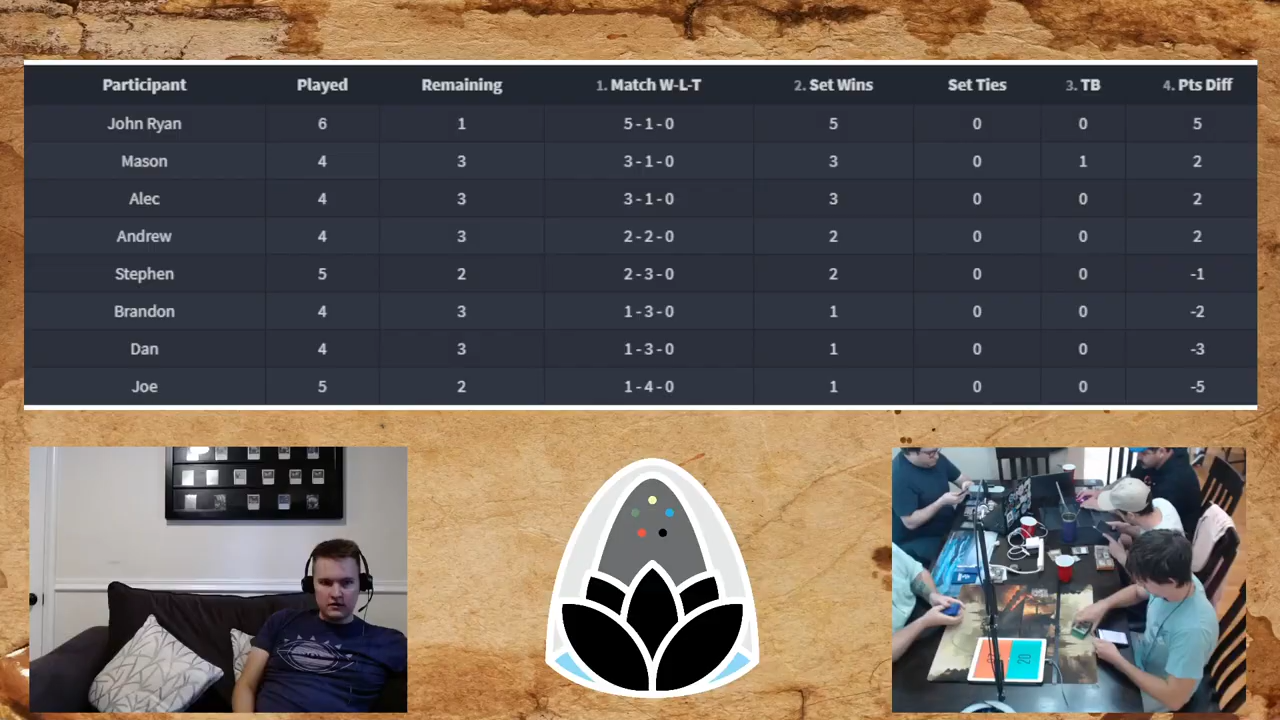 Participant Played Remaining 1. Match W-L-T 2. Set Wins Set Ties 3. TB 4. Pts Diff
John Ryan 6 1 5 - 1 - 0 5 0 0 5
Mason 4 3 3 - 1 - 0 3 0 1 2
Alec 4 3 3 - 1 - 0 3 0 0 2
Andrew 4 3 2 - 2 - 0 2 0 0 2
Stephen 5 2 2 - 3 - 0 2 0 0 -1
Brandon 4 3 1 - 3 - 0 1 0 0 -2
Dan 4 3 1 - 3 - 0 1 0 0 -3
Joe 5 2 1 - 4 - 0 1 0 0 -5
20